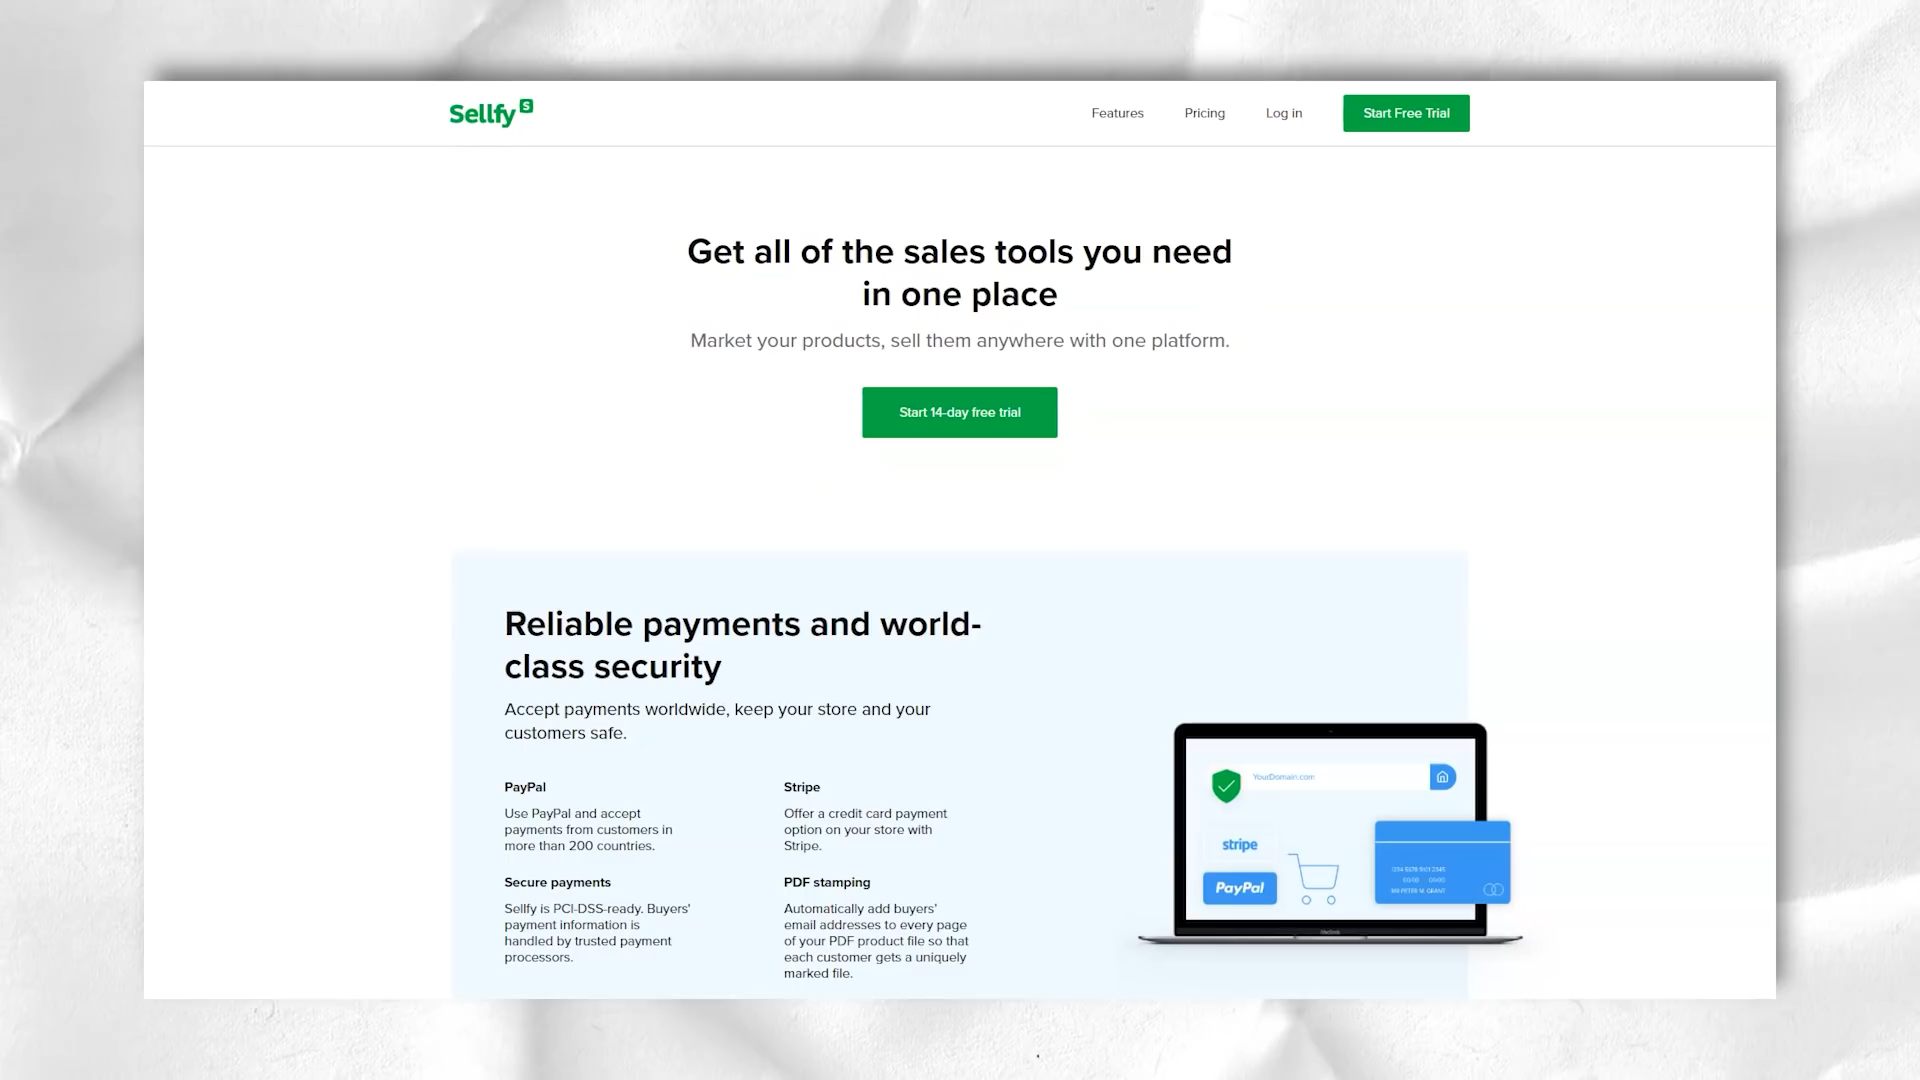 Sellfy S
Features
Pricing
Log in
Start Free Trial
Get all of the sales tools you need
in one place
Market your products, sell them anywhere with one platform.
Start 14-day free trial
Reliable payments and world-
class security
Accept payments worldwide, keep your store and your
customers safe.
PayPal
Use PayPal and accept
payments from customers in
more than 200 countries.
Stripe
Offer a credit card payment
option on your store with
Stripe.
Secure payments
Sellfy is PCI-DSS-ready. Buyers'
payment information is
handled by trusted payment
processors.
PDF stamping
Automatically add buyers'
email addresses to every page
of your PDF product file so that
each customer gets a uniquely
marked file.
YourDomain.com
stripe
PayPal
MacBook